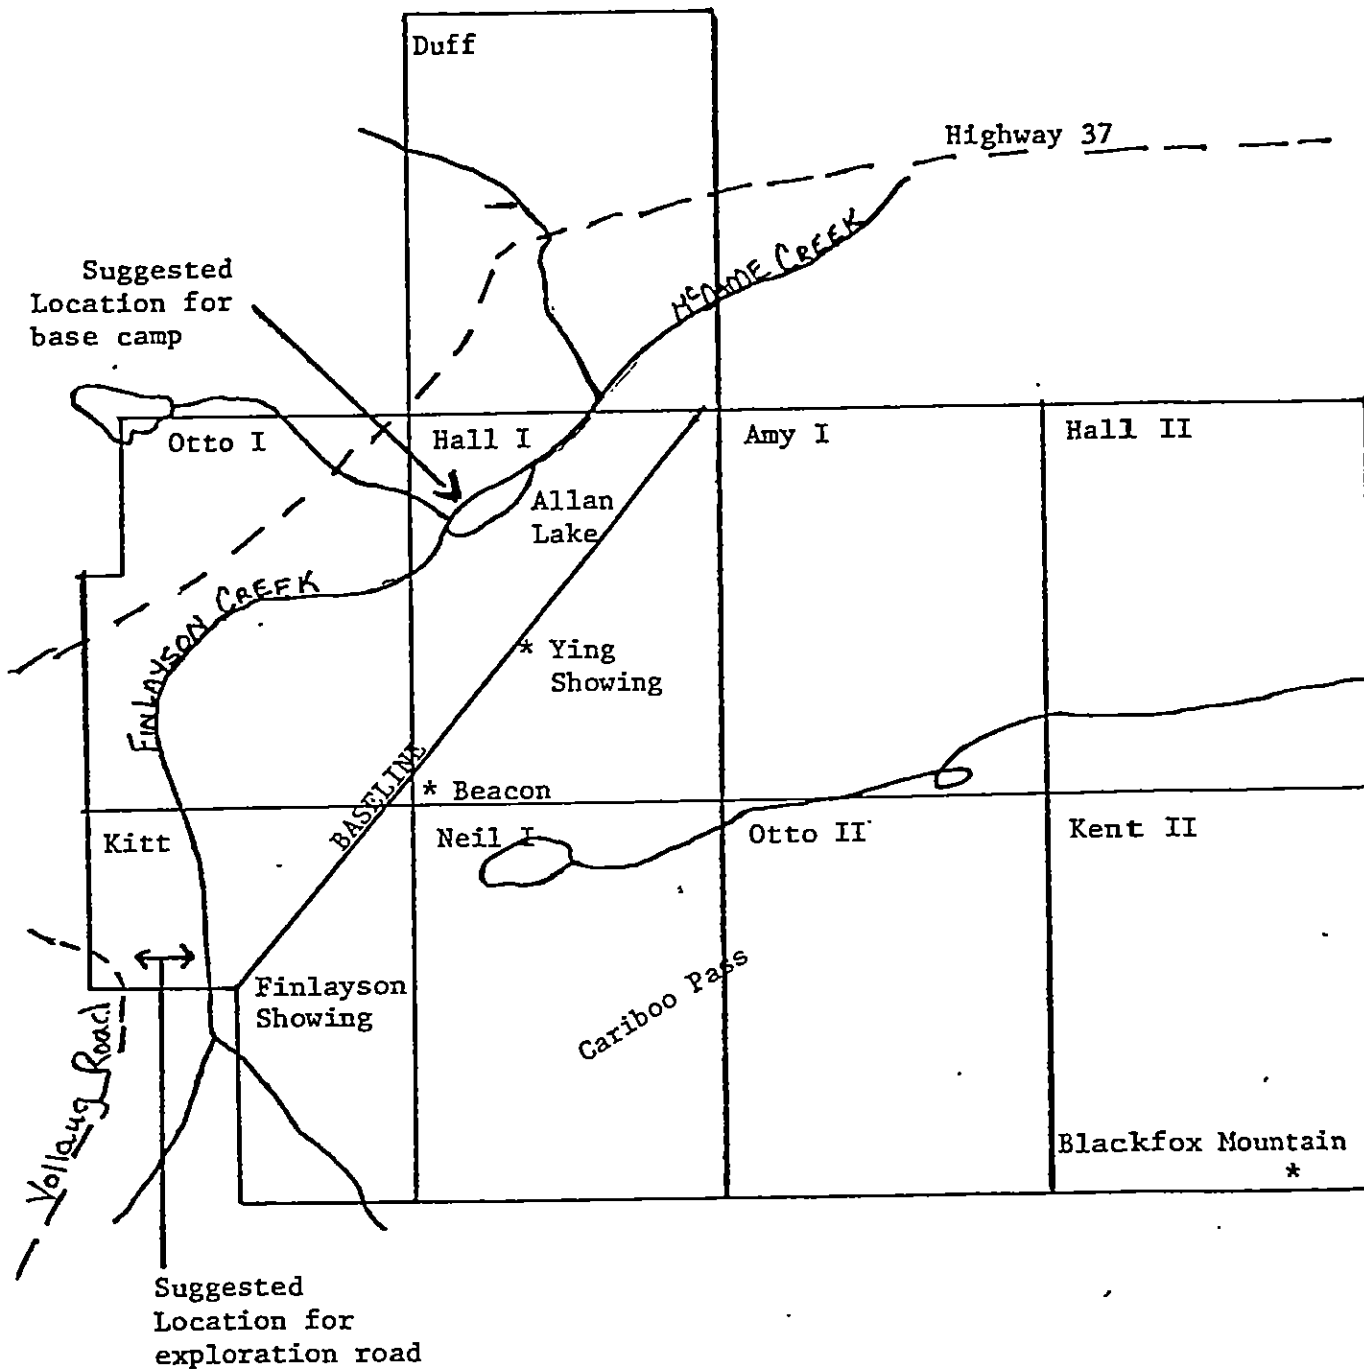 Duff
Highway 37
McDAME CREEK
Suggested
Location for
base camp
Otto I
Hall I
Amy I
Hall II
Allan
Lake
FINLAYSON CREEK
* Ying
Showing
BASELINE
* Beacon
Kitt
Neil I
Otto II
Kent II
Finlayson
Showing
Cariboo Pass
Vollaug Road
Blackfox Mountain
*
Suggested
Location for
exploration road